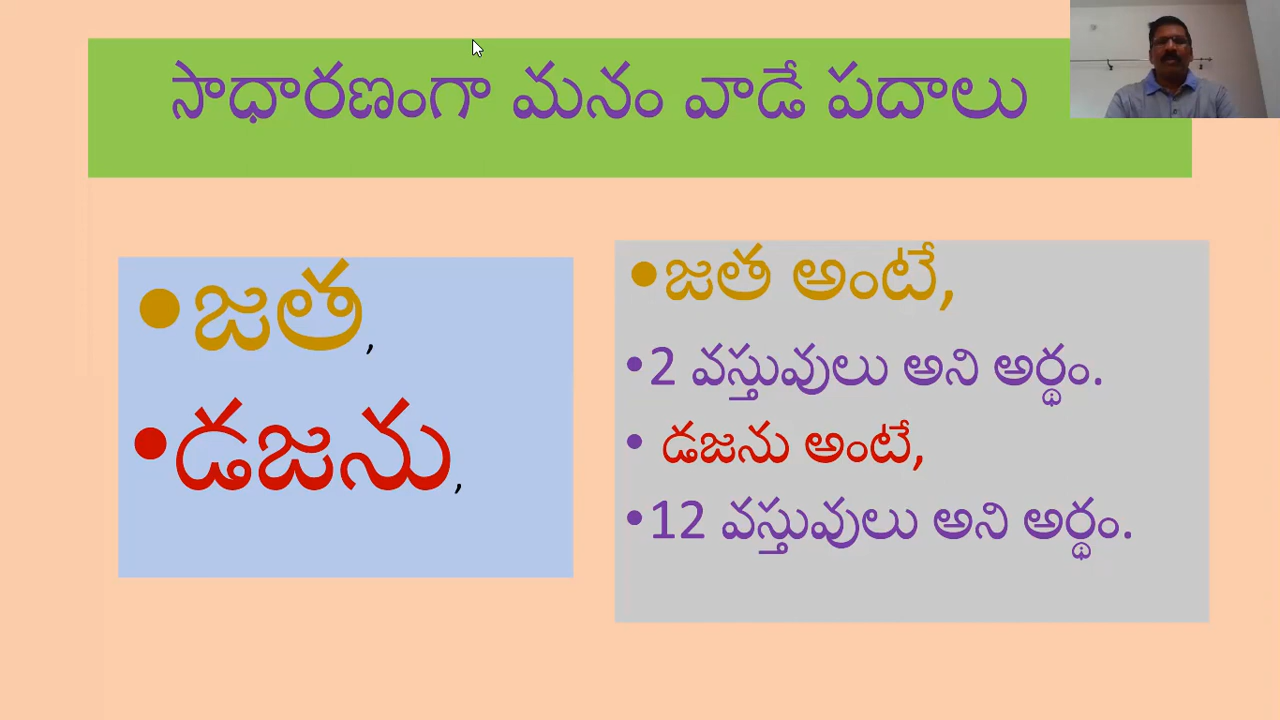 సాధారణంగా మనం వాడే పదాలు
•జత,
•డజను,
•జత అంటే,
•2 వస్తువులు అని అర్థం.
• డజను అంటే,
•12 వస్తువులు అని అర్థం.